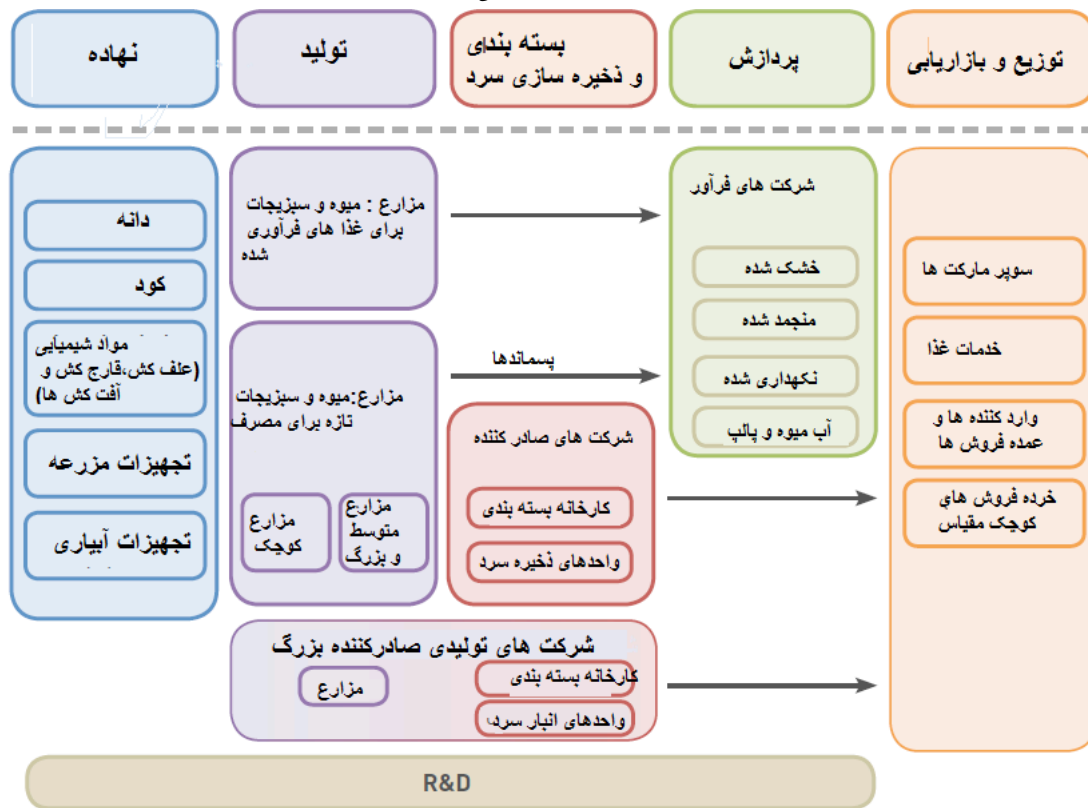 نهاده
تولید
بسته بندی
و ذخیره سازی سرد
پردازش
توزیع و بازاریابی
دانه
کود
مواد شیمیایی
(علف کش،قارچ کش و
آفت کش ها)
تجهیزات مزرعه
تجهیزات آبیاری
مزارع : میوه و سبزیجات
برای غذا های فرآوری
شده
مزارع:میوه و سبزیجات
تازه برای مصرف
مزارع
کوچک
مزارع
متوسط
و بزرگ
پسماندها
شرکت های صادر کننده
کارخانه بسته بندی
واحدهای ذخیره سرد
شرکت های تولیدی صادرکننده بزرگ
مزارع
کارخانه بسته بندی
واحدهای انبار سرد
شرکت های فرآور
خشک شده
منجمد شده
نکهداری شده
آب میوه و پالپ
سوپر مارکت ها
خدمات غذا
وارد کننده ها و
عمده فروش ها
خرده فروش های
کوچک مقیاس
R&D